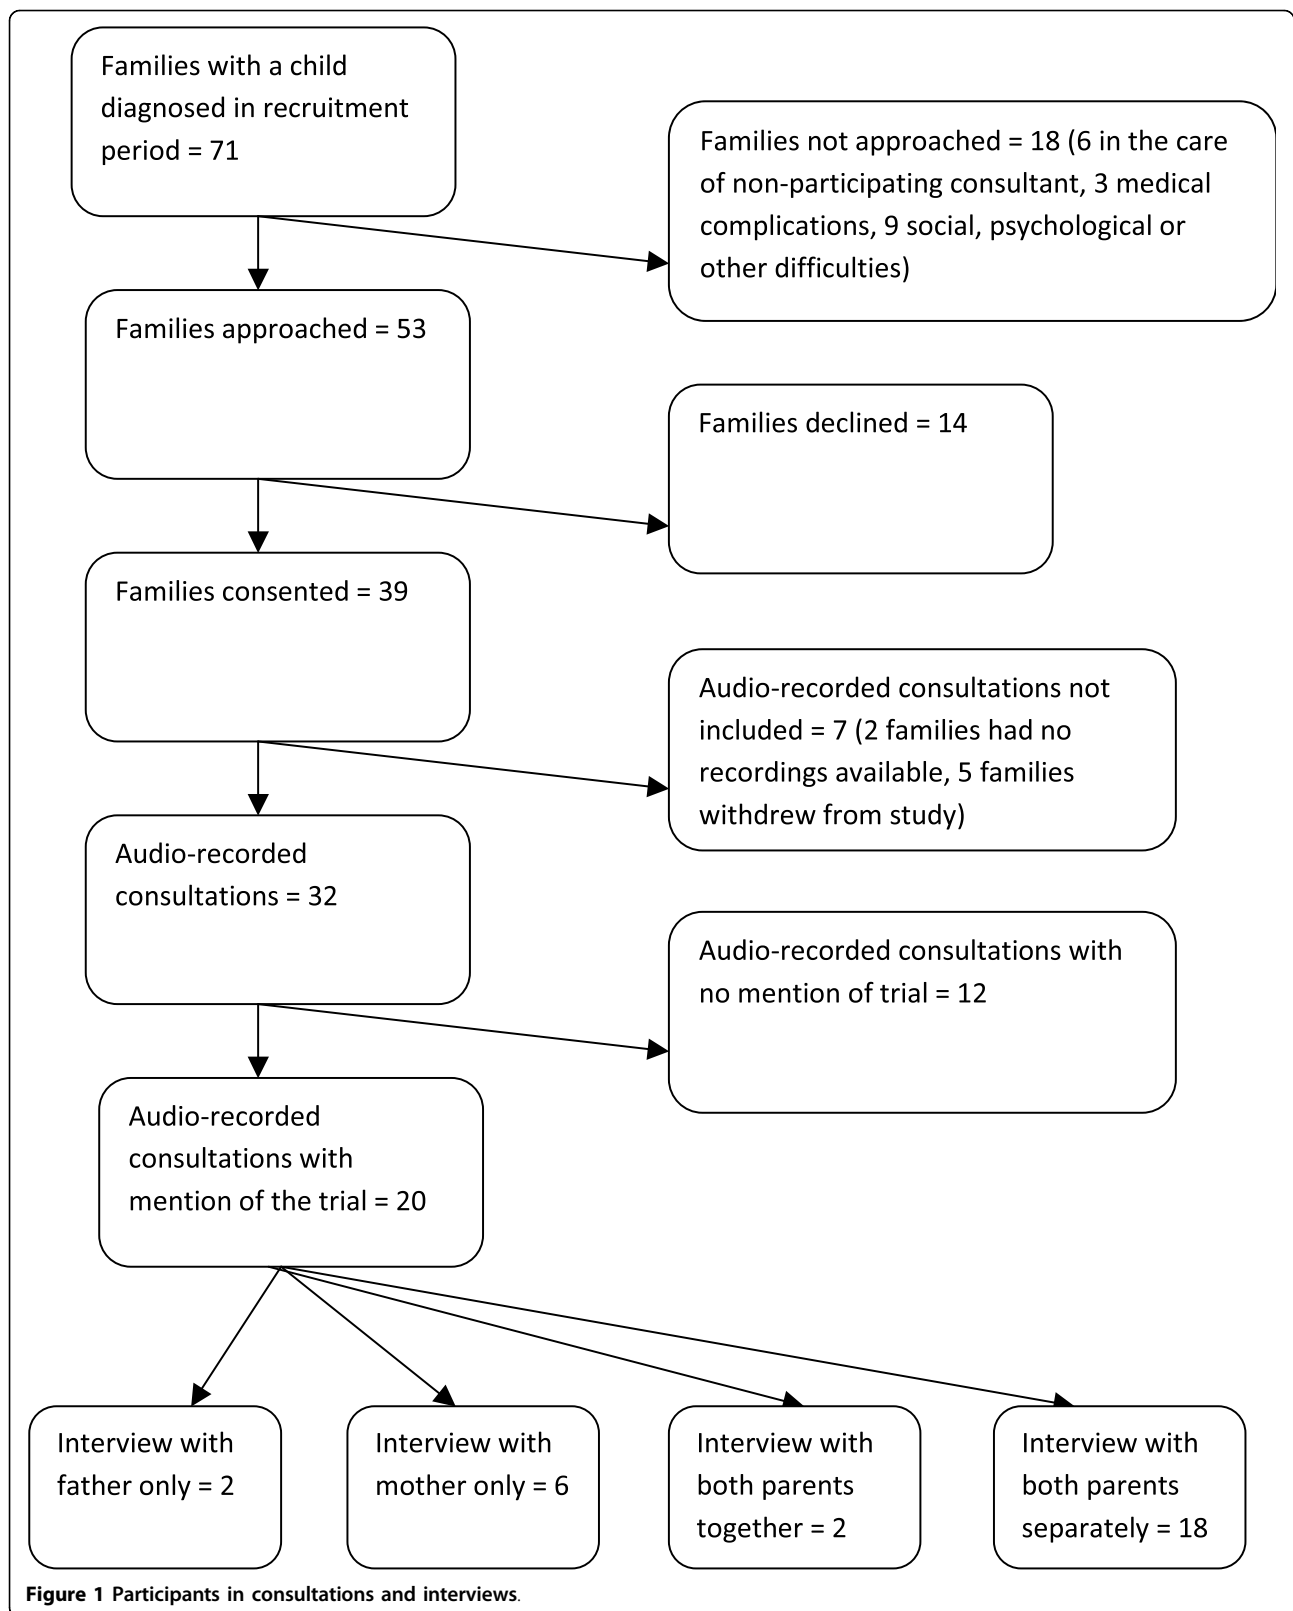 Families with a child
diagnosed in recruitment
period = 71
Families not approached = 18 (6 in the care
of non-participating consultant, 3 medical
complications, 9 social, psychological or
other difficulties)
Families approached = 53
Families declined = 14
Families consented = 39
Audio-recorded consultations not
included = 7 (2 families had no
recordings available, 5 families
withdrew from study)
Audio-recorded
consultations = 32
Audio-recorded consultations with
no mention of trial = 12
Audio-recorded
consultations with
mention of the trial = 20
Interview with
father only = 2
Interview with
mother only = 6
Interview with
both parents
together = 2
Interview with
both parents
separately = 18
Figure 1 Participants in consultations and interviews.